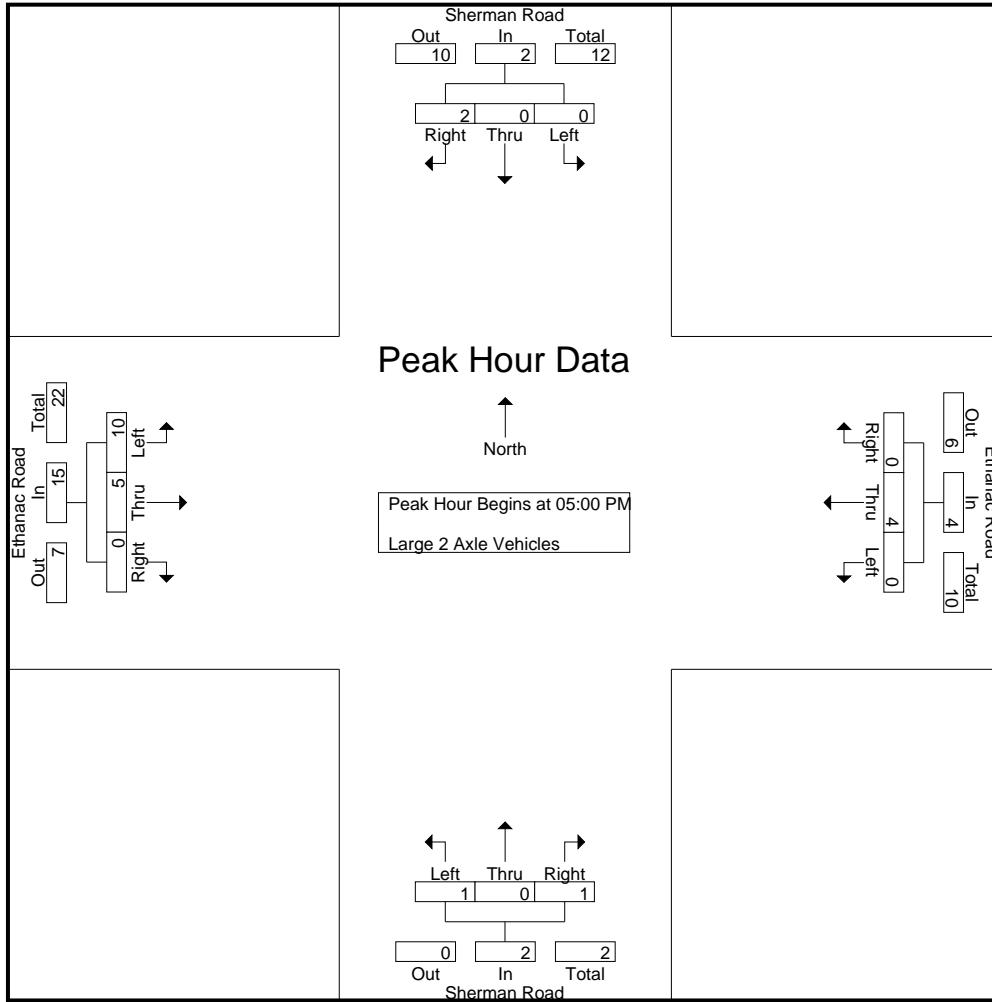 Sherman Road
Out In Total
10 2 12
2 0 0
Right Thru Left
Peak Hour Data
North
Peak Hour Begins at 05:00 PM
Large 2 Axle Vehicles
Ethanac Road
Total In Out
22 15 7
10 5 0
Left Thru Right
Ethanac Road
Out In Total
6 4 10
0 4 0
Right Thru Left
Left Thru Right
1 0 1
0 2 2
Out In Total
Sherman Road